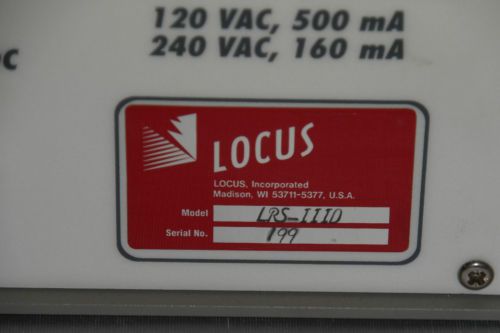 120 VAC, 500 mA
240 VAC, 160 mA
LOCUS
LOCUS, Incorporated
Madison, WI 53711-5377, U.S.A.
Model LRS-IIID
Serial No. 199